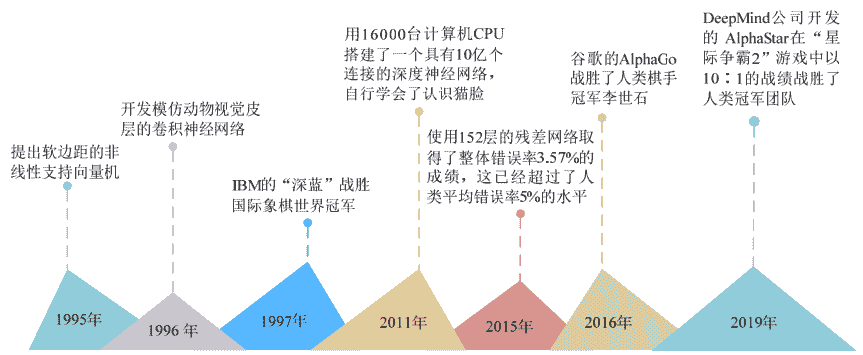 提出软边距的非
线性支持向量机
1995年
开发模仿动物视觉皮
层的卷积神经网络
1996 年
IBM的“深蓝”战胜
国际象棋世界冠军
1997年
用16000台计算机CPU
搭建了一个具有10亿个
连接的深度神经网络，
自行学会了认识猫脸
2011年
使用152层的残差网络取
得了整体错误率3.57%的
成绩，这已经超过了人
类平均错误率5%的水平
2015年
谷歌的AlphaGo
战胜了人类棋手
冠军李世石
2016年
DeepMind公司开发
的 AlphaStar在“星
际争霸2”游戏中以
10∶1的战绩战胜了
人类冠军团队
2019年